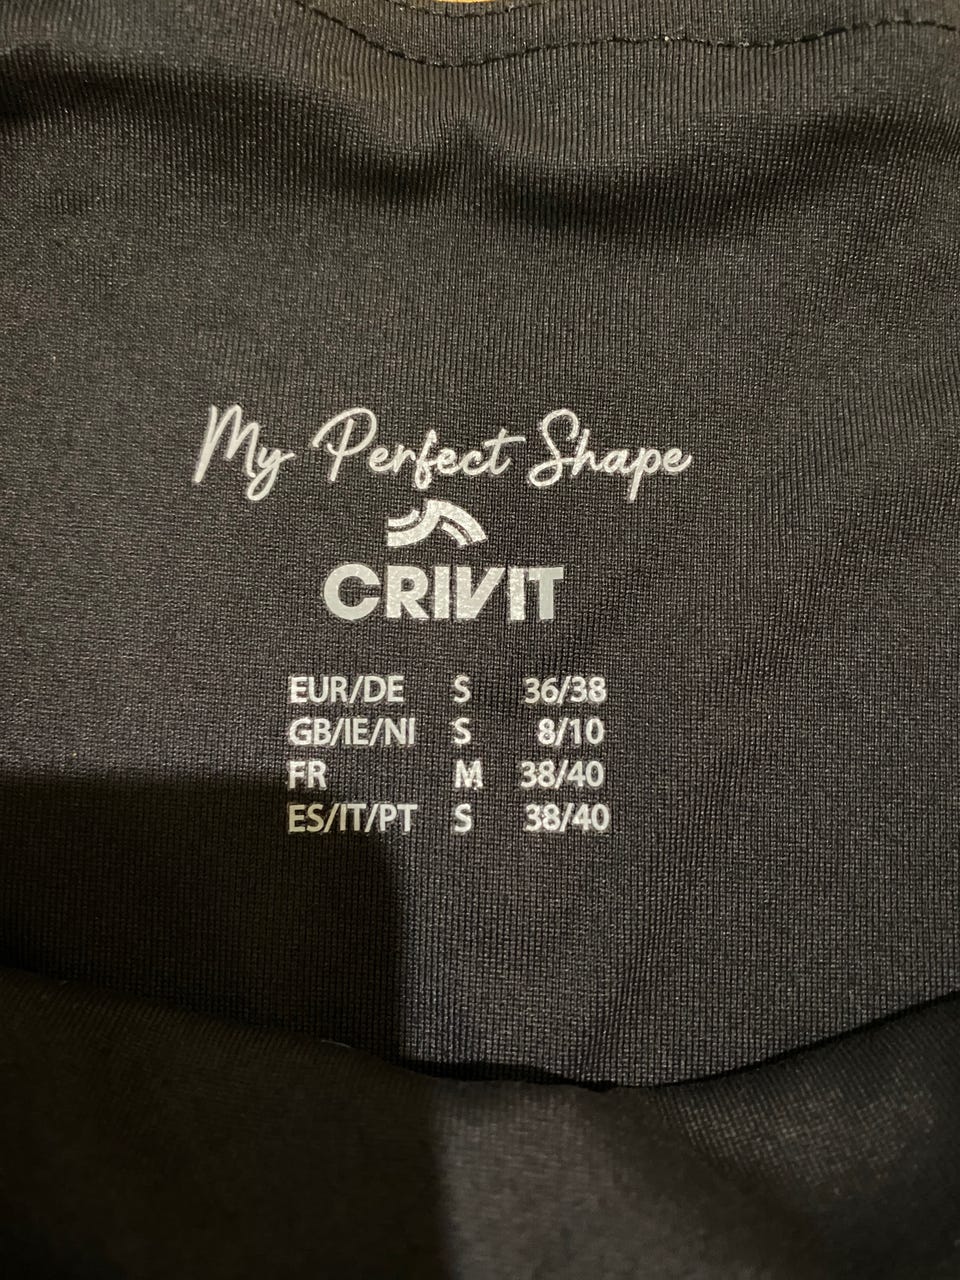 My Perfect Shape
CRIVIT
EUR/DE S 36/38
GB/IE/NI S 8/10
FR M 38/40
ES/IT/PT S 38/40